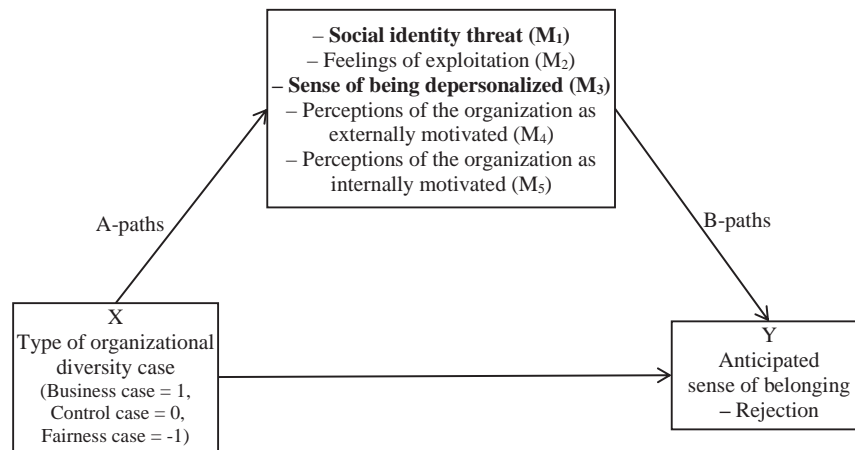 – Social identity threat (M₁)
– Feelings of exploitation (M₂)
– Sense of being depersonalized (M₃)
– Perceptions of the organization as
externally motivated (M₄)
– Perceptions of the organization as
internally motivated (M₅)
A-paths
B-paths
X
Type of organizational
diversity case
(Business case = 1,
Control case = 0,
Fairness case = -1)
Y
Anticipated
sense of belonging
– Rejection